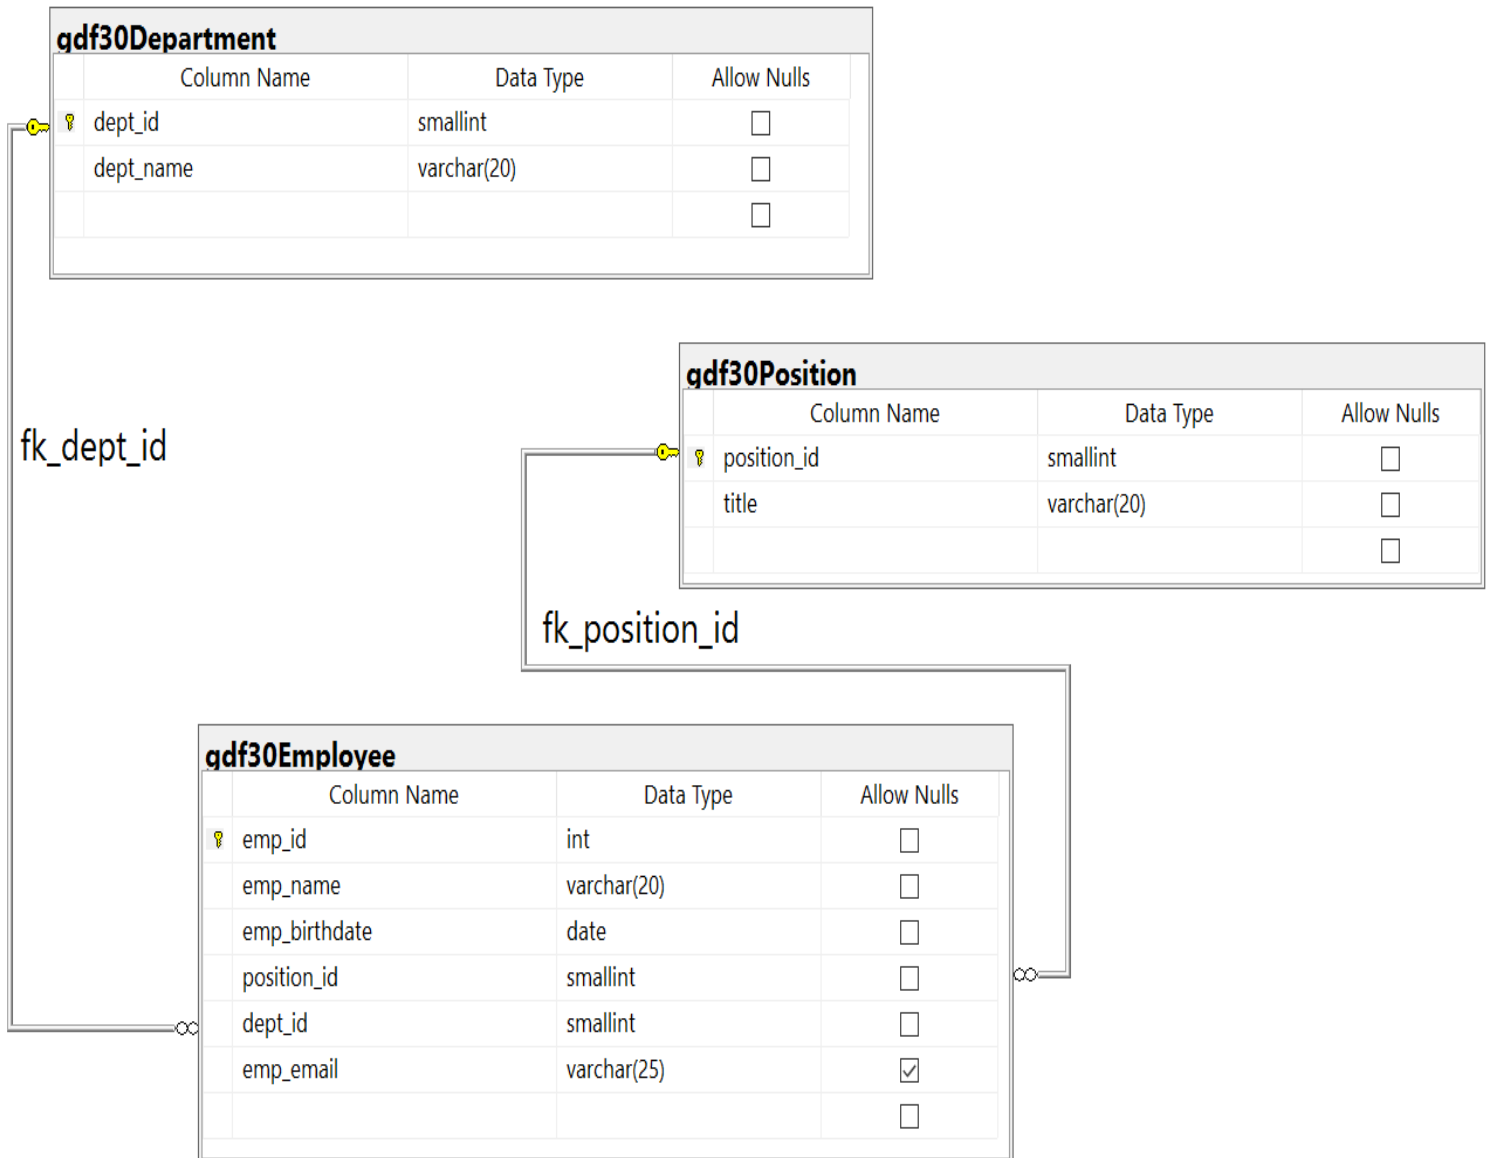 gdf30Department
Column Name Data Type Allow Nulls
dept_id smallint
dept_name varchar(20)
fk_dept_id
gdf30Position
Column Name Data Type Allow Nulls
position_id smallint
title varchar(20)
fk_position_id
gdf30Employee
Column Name Data Type Allow Nulls
emp_id int
emp_name varchar(20)
emp_birthdate date
position_id smallint
dept_id smallint
emp_email varchar(25)